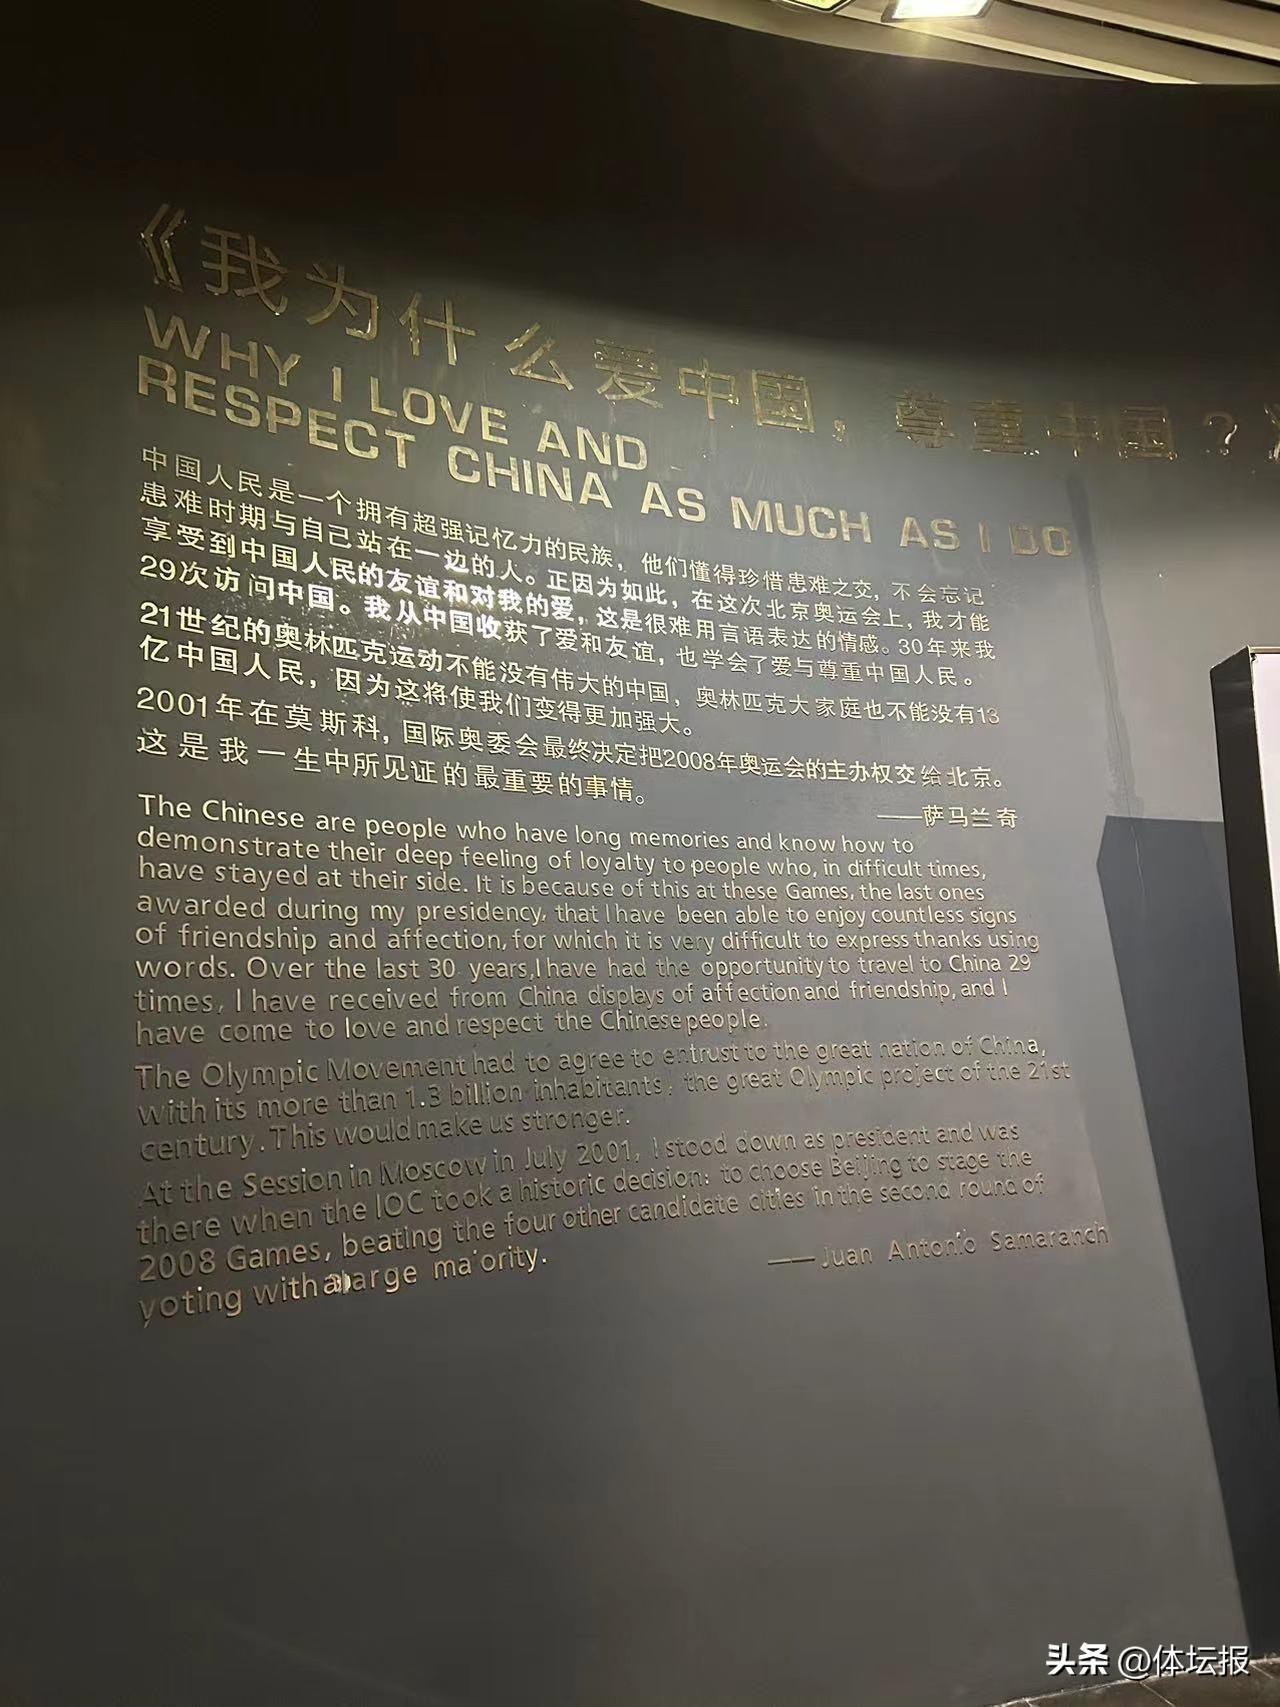 《我为什么爱中国，尊重中国？》
WHY I LOVE AND
RESPECT CHINA AS MUCH AS I DO
中国人民是一个拥有超强记忆力的民族，他们懂得珍惜患难之交，不会忘记
患难时期与自己站在一边的人。正因为如此，在这次北京奥运会上，我才能
享受到中国人民的友谊和对我的爱，这是很难用言语表达的情感。30年来我
29次访问中国。我从中国收获了爱和友谊，也学会了爱与尊重中国人民。
21世纪的奥林匹克运动不能没有伟大的中国，奥林匹克大家庭也不能没有13
亿中国人民，因为这将使我们变得更加强大。
2001年在莫斯科，国际奥委会最终决定把2008年奥运会的主办权交给北京。
这是我一生中所见证的最重要的事情。
——萨马兰奇
The Chinese are people who have long memories and know how to
demonstrate their deep feeling of loyalty to people who, in difficult times,
have stayed at their side. It is because of this at these Games, the last ones
awarded during my presidency, that I have been able to enjoy countless signs
of friendship and affection, for which it is very difficult to express thanks using
words. Over the last 30 years, I have had the opportunity to travel to China 29
times, I have received from China displays of affection and friendship, and I
have come to love and respect the Chinese people.
The Olympic Movement had to agree to entrust to the great nation of China,
with its more than 1.3 billion inhabitants, the great Olympic project of the 21st
century. This would make us stronger.
At the Session in Moscow in July 2001, I stood down as president and was
there when the IOC took a historic decision: to choose Beijing to stage the
2008 Games, beating the four other candidate cities in the second round of
voting with a large ma ority.
—— Juan Antonio Samaranch
头条 @体坛报